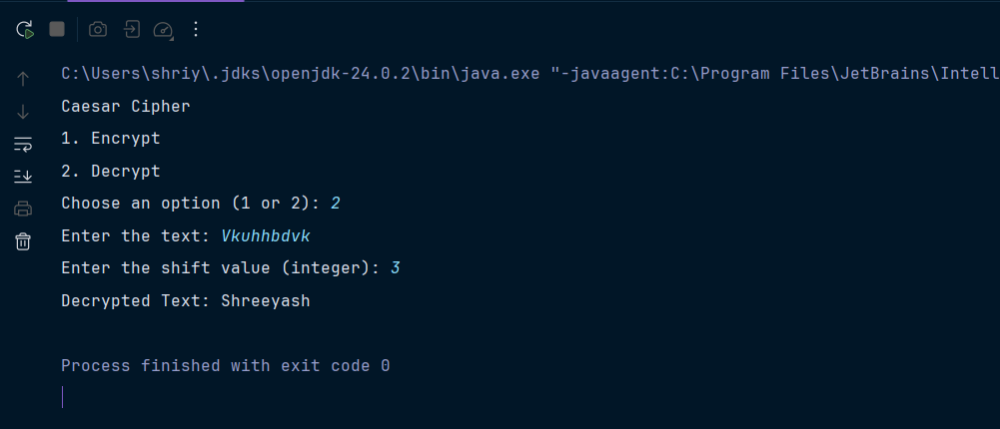 C:\Users\shriy\.jdks\openjdk-24.0.2\bin\java.exe "-javaagent:C:\Program Files\JetBrains\Intell
Caesar Cipher
1. Encrypt
2. Decrypt
Choose an option (1 or 2): 2
Enter the text: Vkuhhbdvk
Enter the shift value (integer): 3
Decrypted Text: Shreeyash
Process finished with exit code 0